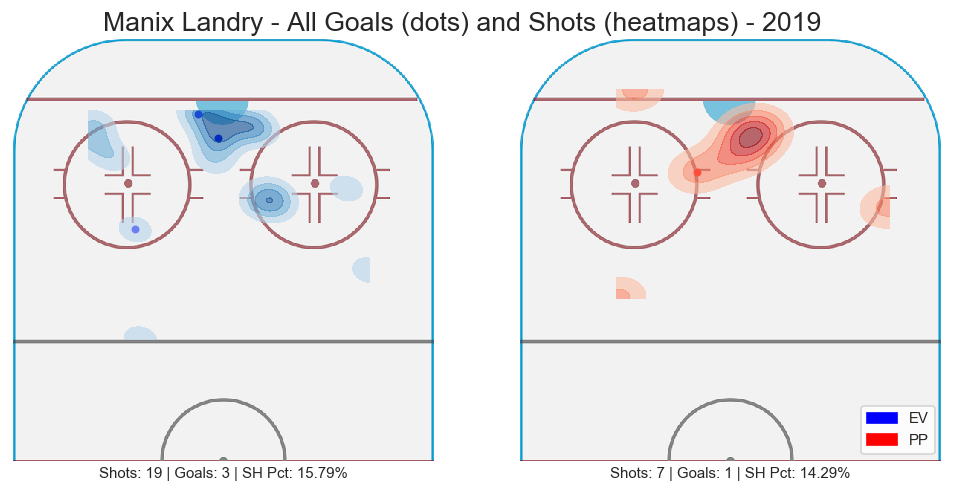 Manix Landry - All Goals (dots) and Shots (heatmaps) - 2019
EV
PP
Shots: 19 | Goals: 3 | SH Pct: 15.79%
Shots: 7 | Goals: 1 | SH Pct: 14.29%